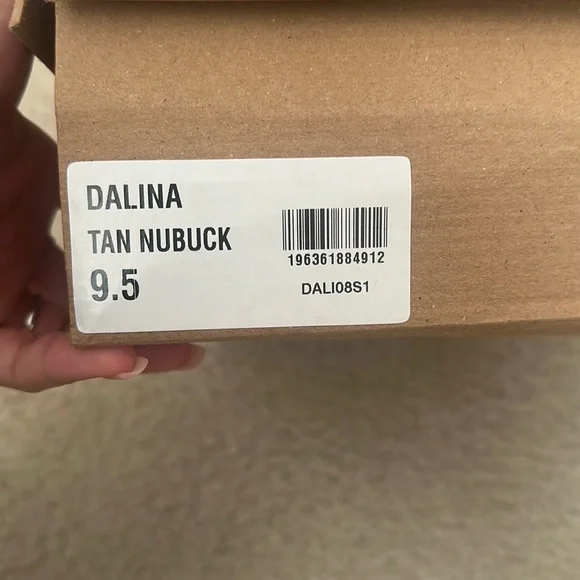 DALINA
TAN NUBUCK
9.5
196361884912
DALI08S1